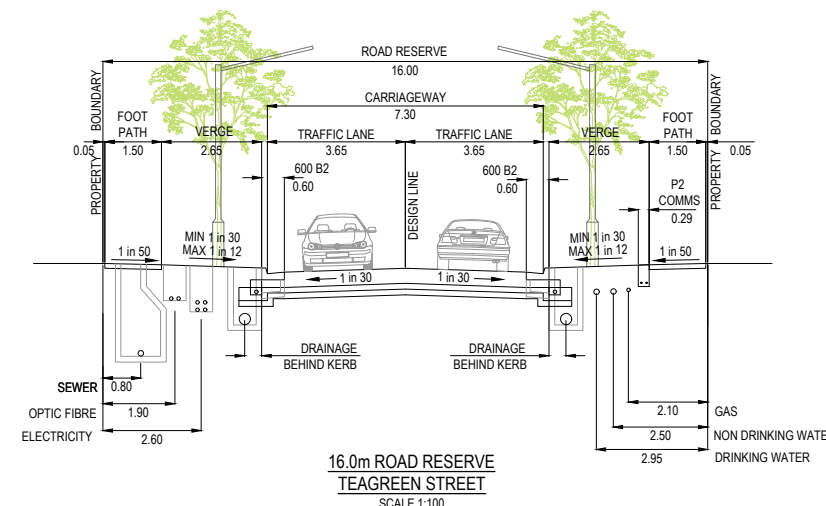 ROAD RESERVE
16.00
CARRIAGEWAY
7.30
PROPERTY BOUNDARY
FOOT
PATH
VERGE
TRAFFIC LANE
TRAFFIC LANE
VERGE
FOOT
PATH
PROPERTY BOUNDARY
0.05
1.50
2.65
3.65
3.65
2.65
1.50
0.05
600 B2
0.60
DESIGN LINE
600 B2
0.60
P2
COMMS
0.29
1 in 50
MIN 1 in 30
MAX 1 in 12
1 in 30
1 in 30
MIN 1 in 30
MAX 1 in 12
1 in 50
DRAINAGE
BEHIND KERB
DRAINAGE
BEHIND KERB
SEWER
0.80
OPTIC FIBRE
1.90
ELECTRICITY
2.60
2.10
GAS
2.50
NON DRINKING WATE
2.95
DRINKING WATER
16.0m ROAD RESERVE
TEAGREEN STREET
SCALE 1:100